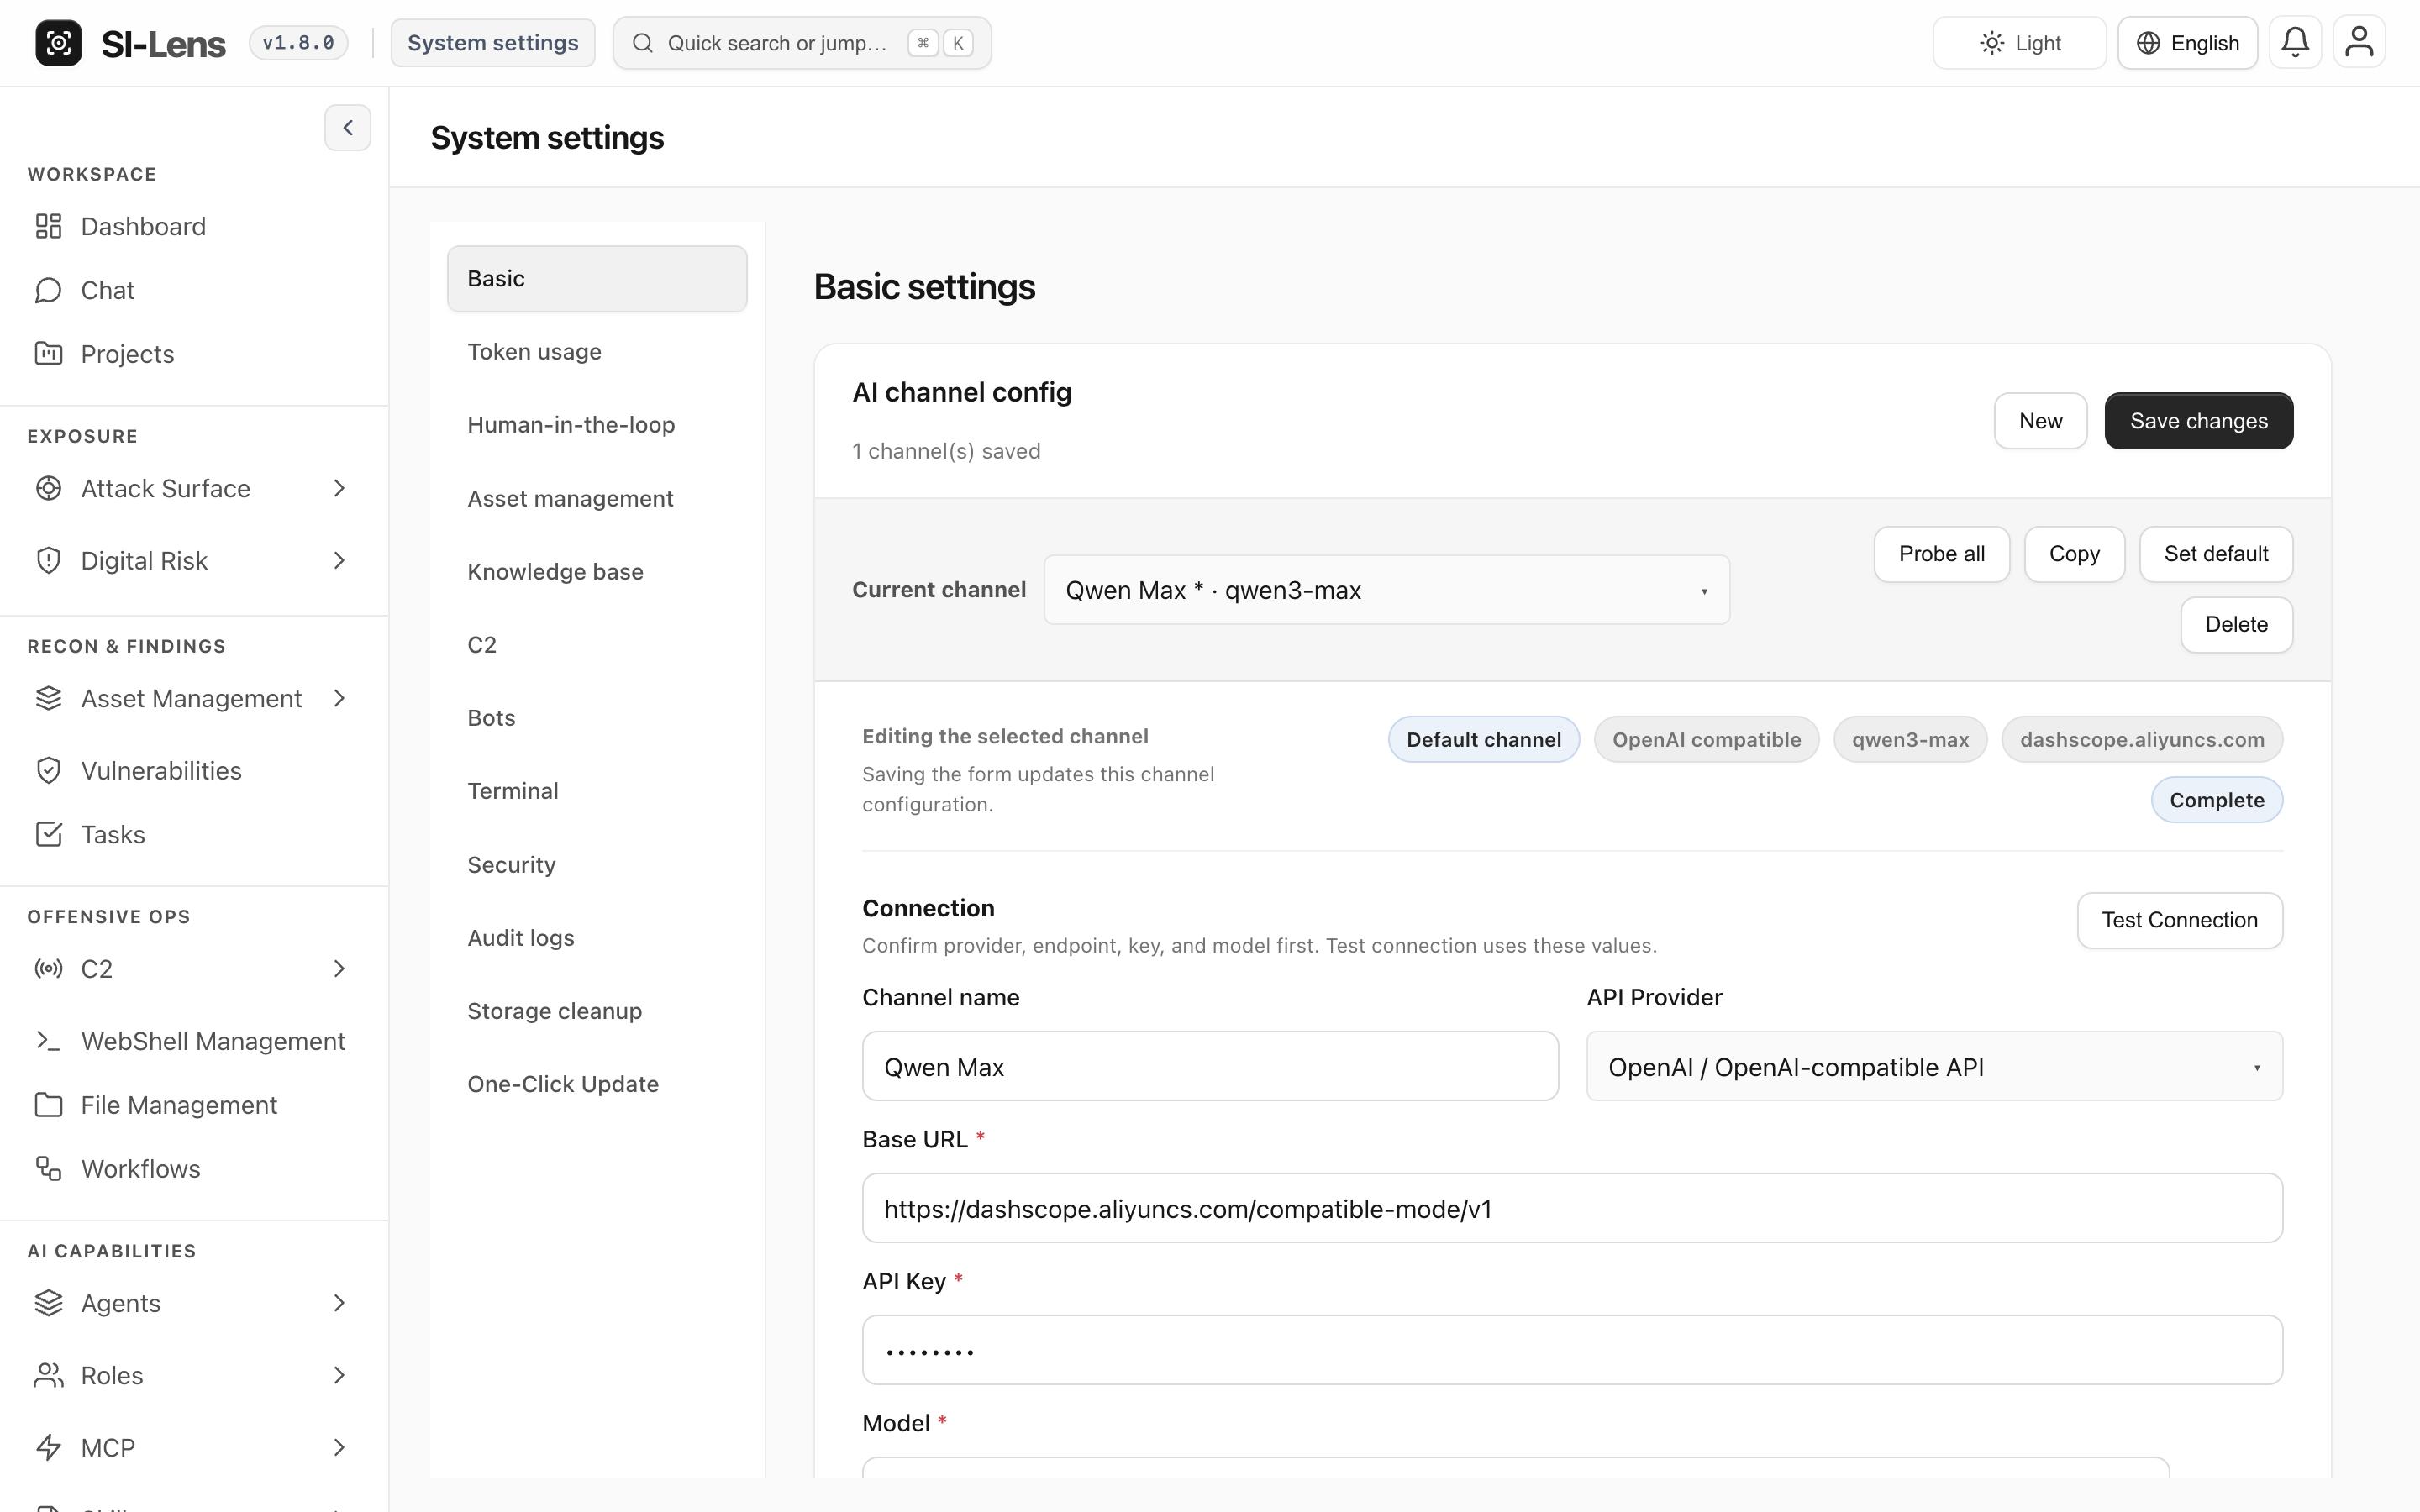 SI-Lens
v1.8.0
System settings
Quick search or jump...
⌘ K
Light
English
WORKSPACE
Dashboard
Chat
Projects
EXPOSURE
Attack Surface
Digital Risk
RECON & FINDINGS
Asset Management
Vulnerabilities
Tasks
OFFENSIVE OPS
C2
WebShell Management
File Management
Workflows
AI CAPABILITIES
Agents
Roles
MCP
System settings
Basic
Token usage
Human-in-the-loop
Asset management
Knowledge base
C2
Bots
Terminal
Security
Audit logs
Storage cleanup
One-Click Update
Basic settings
AI channel config
1 channel(s) saved
New
Save changes
Current channel
Qwen Max * · qwen3-max
Probe all
Copy
Set default
Delete
Editing the selected channel
Saving the form updates this channel
configuration.
Default channel
OpenAI compatible
qwen3-max
dashscope.aliyuncs.com
Complete
Connection
Confirm provider, endpoint, key, and model first. Test connection uses these values.
Test Connection
Channel name
Qwen Max
API Provider
OpenAI / OpenAI-compatible API
Base URL *
https://dashscope.aliyuncs.com/compatible-mode/v1
API Key *
••••••••
Model *